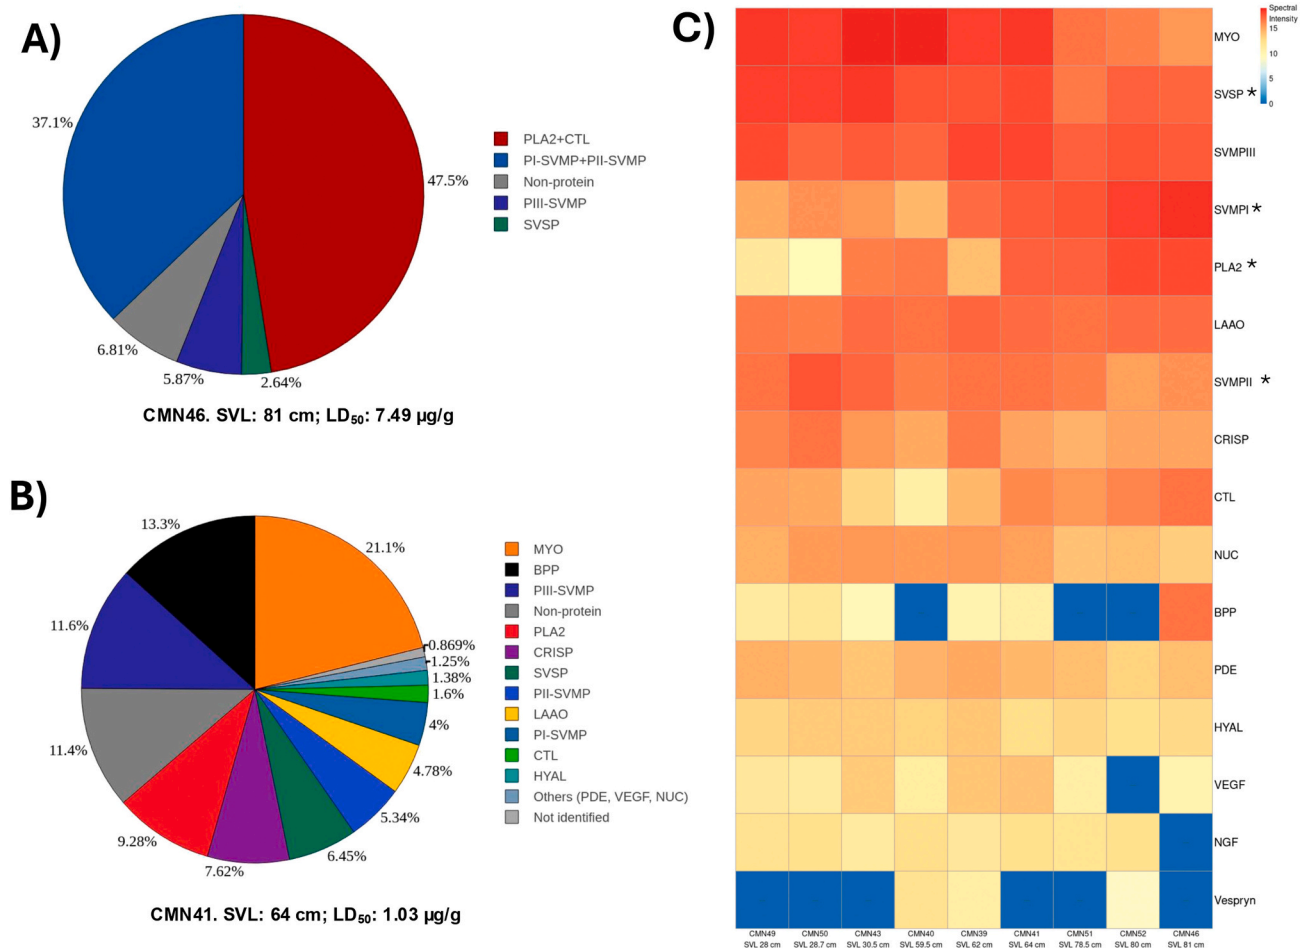 A)
37.1%
47.5%
6.81%
5.87%
2.64%
PLA2+CTL
PI-SVMP+PII-SVMP
Non-protein
PIII-SVMP
SVSP
CMN46. SVL: 81 cm; LD50: 7.49 µg/g
B)
13.3%
21.1%
11.6%
0.869%
1.25%
1.38%
1.6%
4%
11.4%
4.78%
5.34%
9.28%
6.45%
7.62%
MYO
BPP
PIII-SVMP
Non-protein
PLA2
CRISP
SVSP
PII-SVMP
LAAO
PI-SVMP
CTL
HYAL
Others (PDE, VEGF, NUC)
Not identified
CMN41. SVL: 64 cm; LD50: 1.03 µg/g
C)
Spectral
Intensity
15
10
5
0
MYO
SVSP *
SVMPIII
SVMPI *
PLA2 *
LAAO
SVMPII *
CRISP
CTL
NUC
BPP
PDE
HYAL
VEGF
NGF
Vespryn
CMN49 CMN50 CMN43 CMN40 CMN39 CMN41 CMN51 CMN52 CMN46
SVL 28 cm SVL 28.7 cm SVL 30.5 cm SVL 59.5 cm SVL 62 cm SVL 64 cm SVL 78.5 cm SVL 80 cm SVL 81 cm